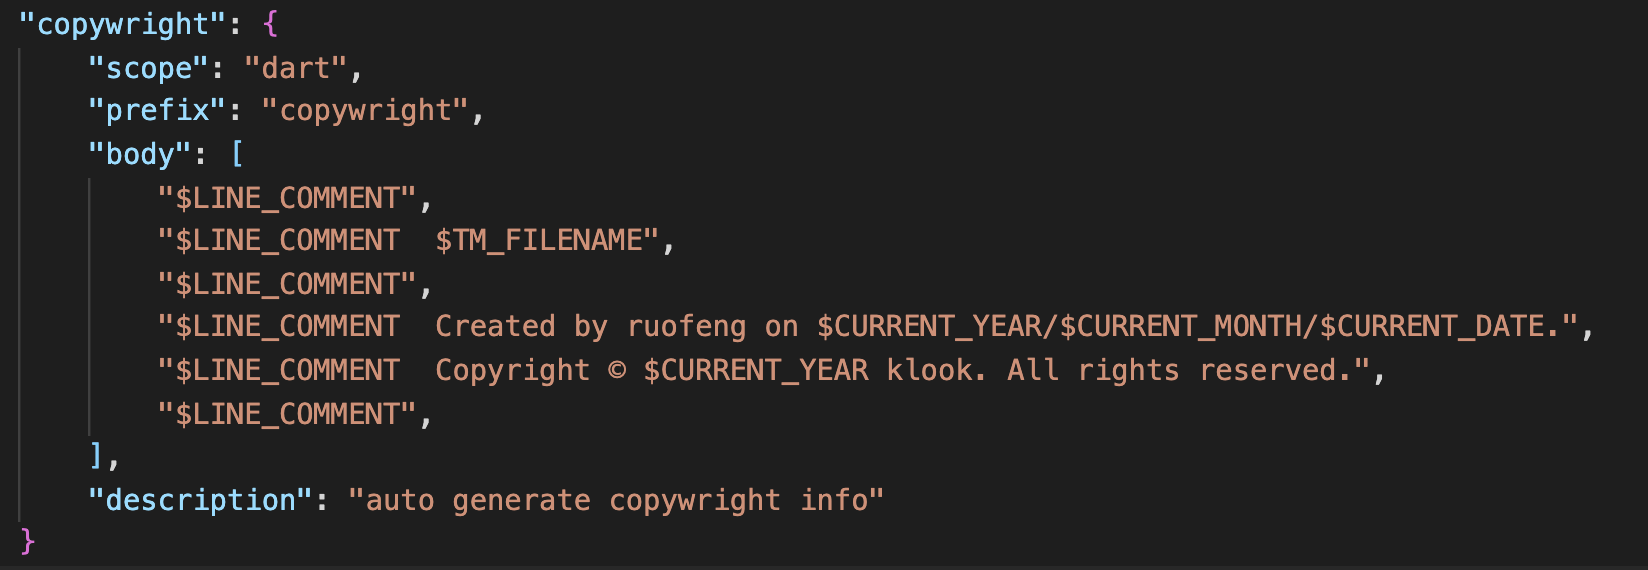 "copywright": {
    "scope": "dart",
    "prefix": "copywright",
    "body": [
        "$LINE_COMMENT",
        "$LINE_COMMENT  $TM_FILENAME",
        "$LINE_COMMENT",
        "$LINE_COMMENT  Created by ruofeng on $CURRENT_YEAR/$CURRENT_MONTH/$CURRENT_DATE.",
        "$LINE_COMMENT  Copyright © $CURRENT_YEAR klook. All rights reserved.",
        "$LINE_COMMENT",
    ],
    "description": "auto generate copywright info"
}